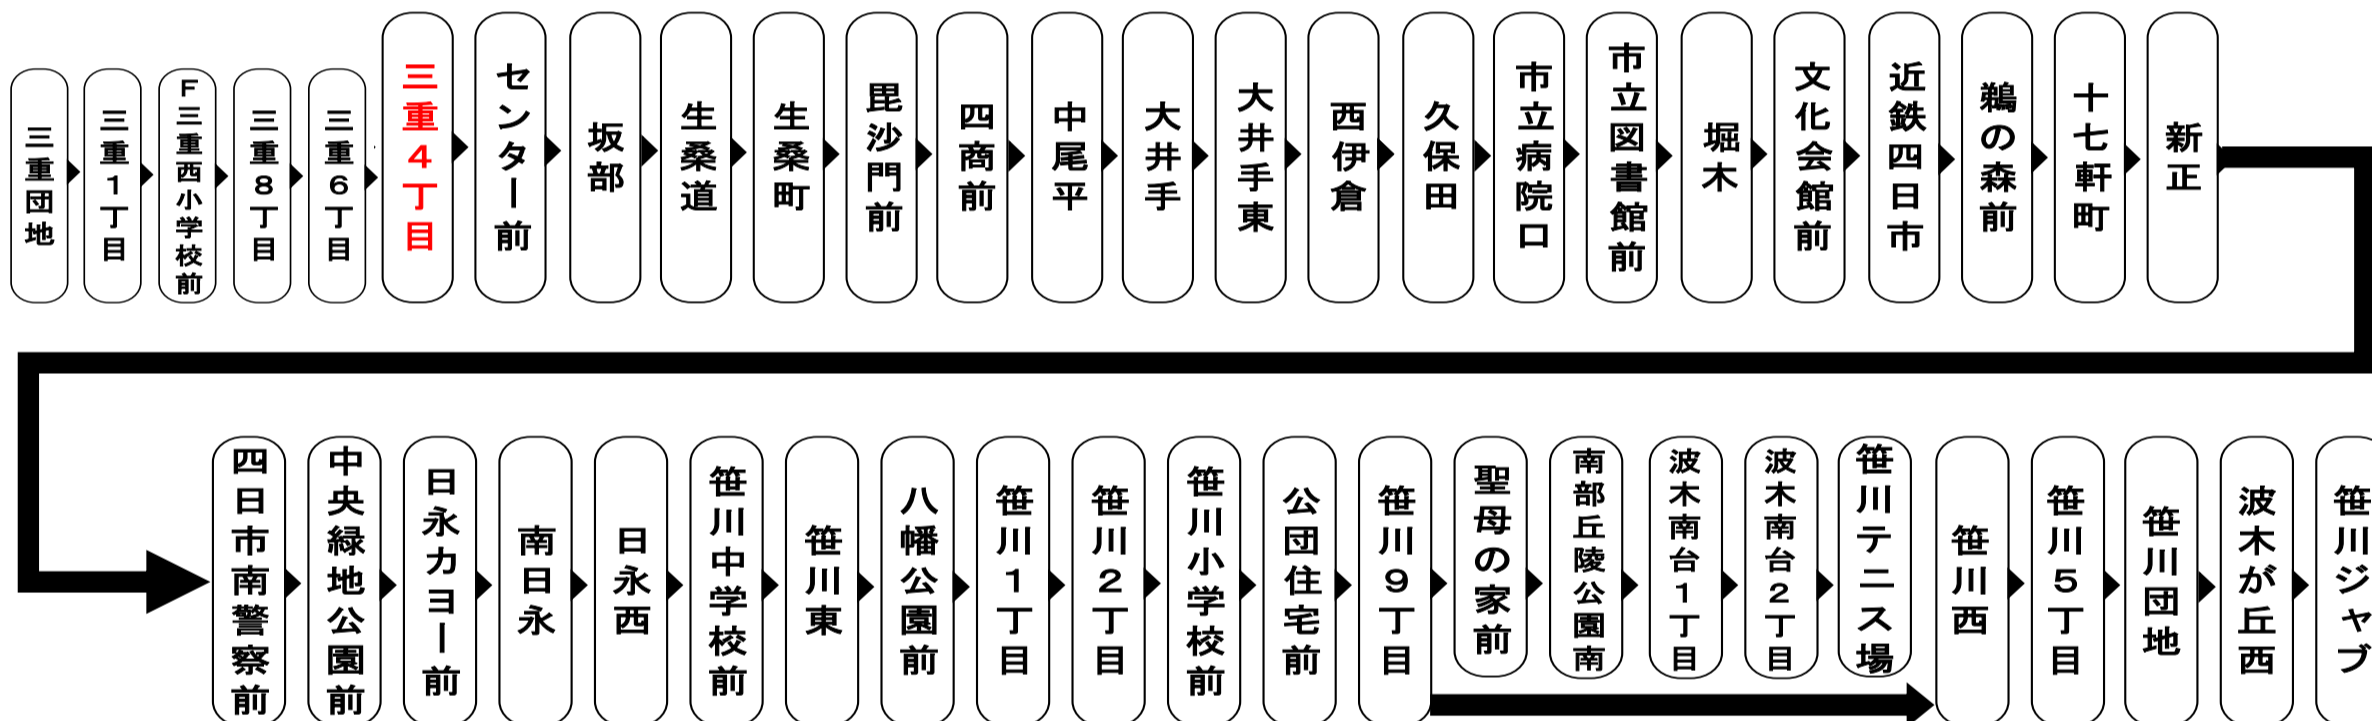 三重団地
三重１丁目
Ｆ三重西小学校前
三重８丁目
三重６丁目
三重４丁目
センター前
坂部
生桑道
生桑町
毘沙門前
四商前
中尾平
大井手
大井手東
西伊倉
久保田
市立病院口
市立図書館前
堀木
文化会館前
近鉄四日市
鵜の森前
十七軒町
新正
四日市南警察前
中央緑地公園前
日永カヨー前
南日永
日永西
笹川中学校前
笹川東
八幡公園前
笹川１丁目
笹川２丁目
笹川小学校前
公団住宅前
笹川９丁目
聖母の家前
南部丘陵公園南
波木南台１丁目
波木南台２丁目
笹川テニス場
笹川西
笹川５丁目
笹川団地
波木が丘西
笹川ジャブ